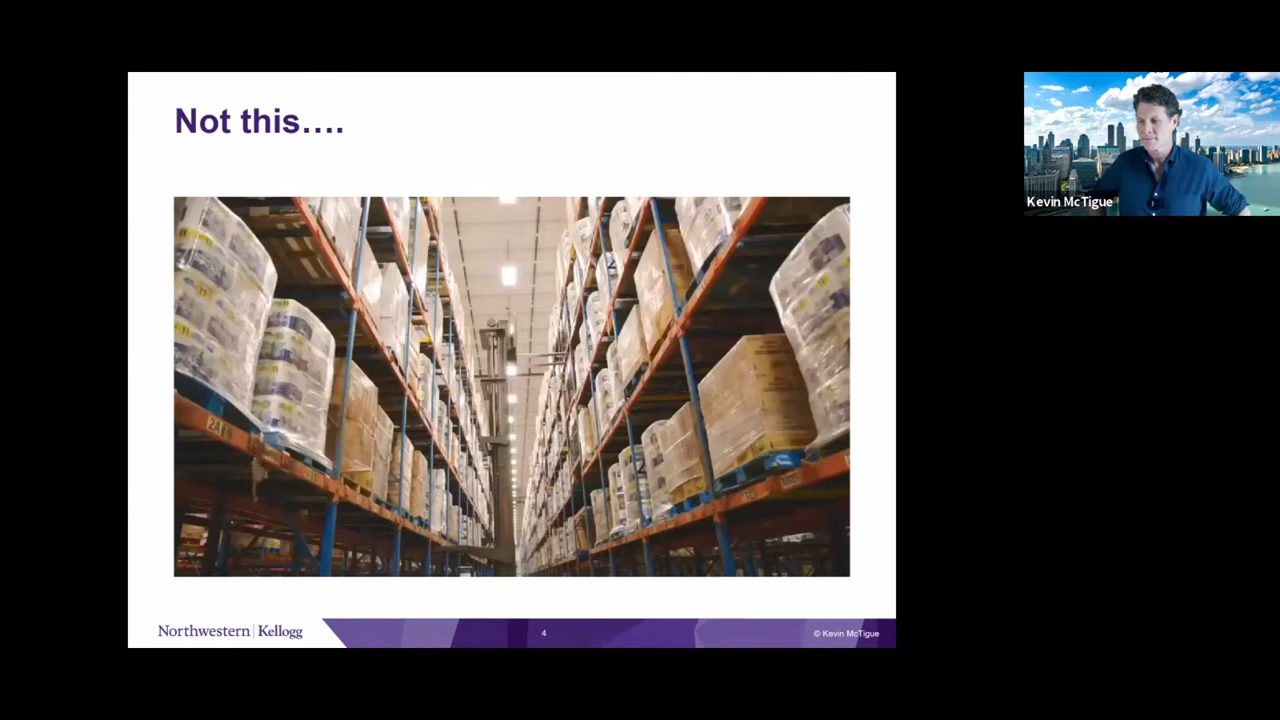 Not this….
Kevin McTigue
Northwestern | Kellogg
4
© Kevin McTigue